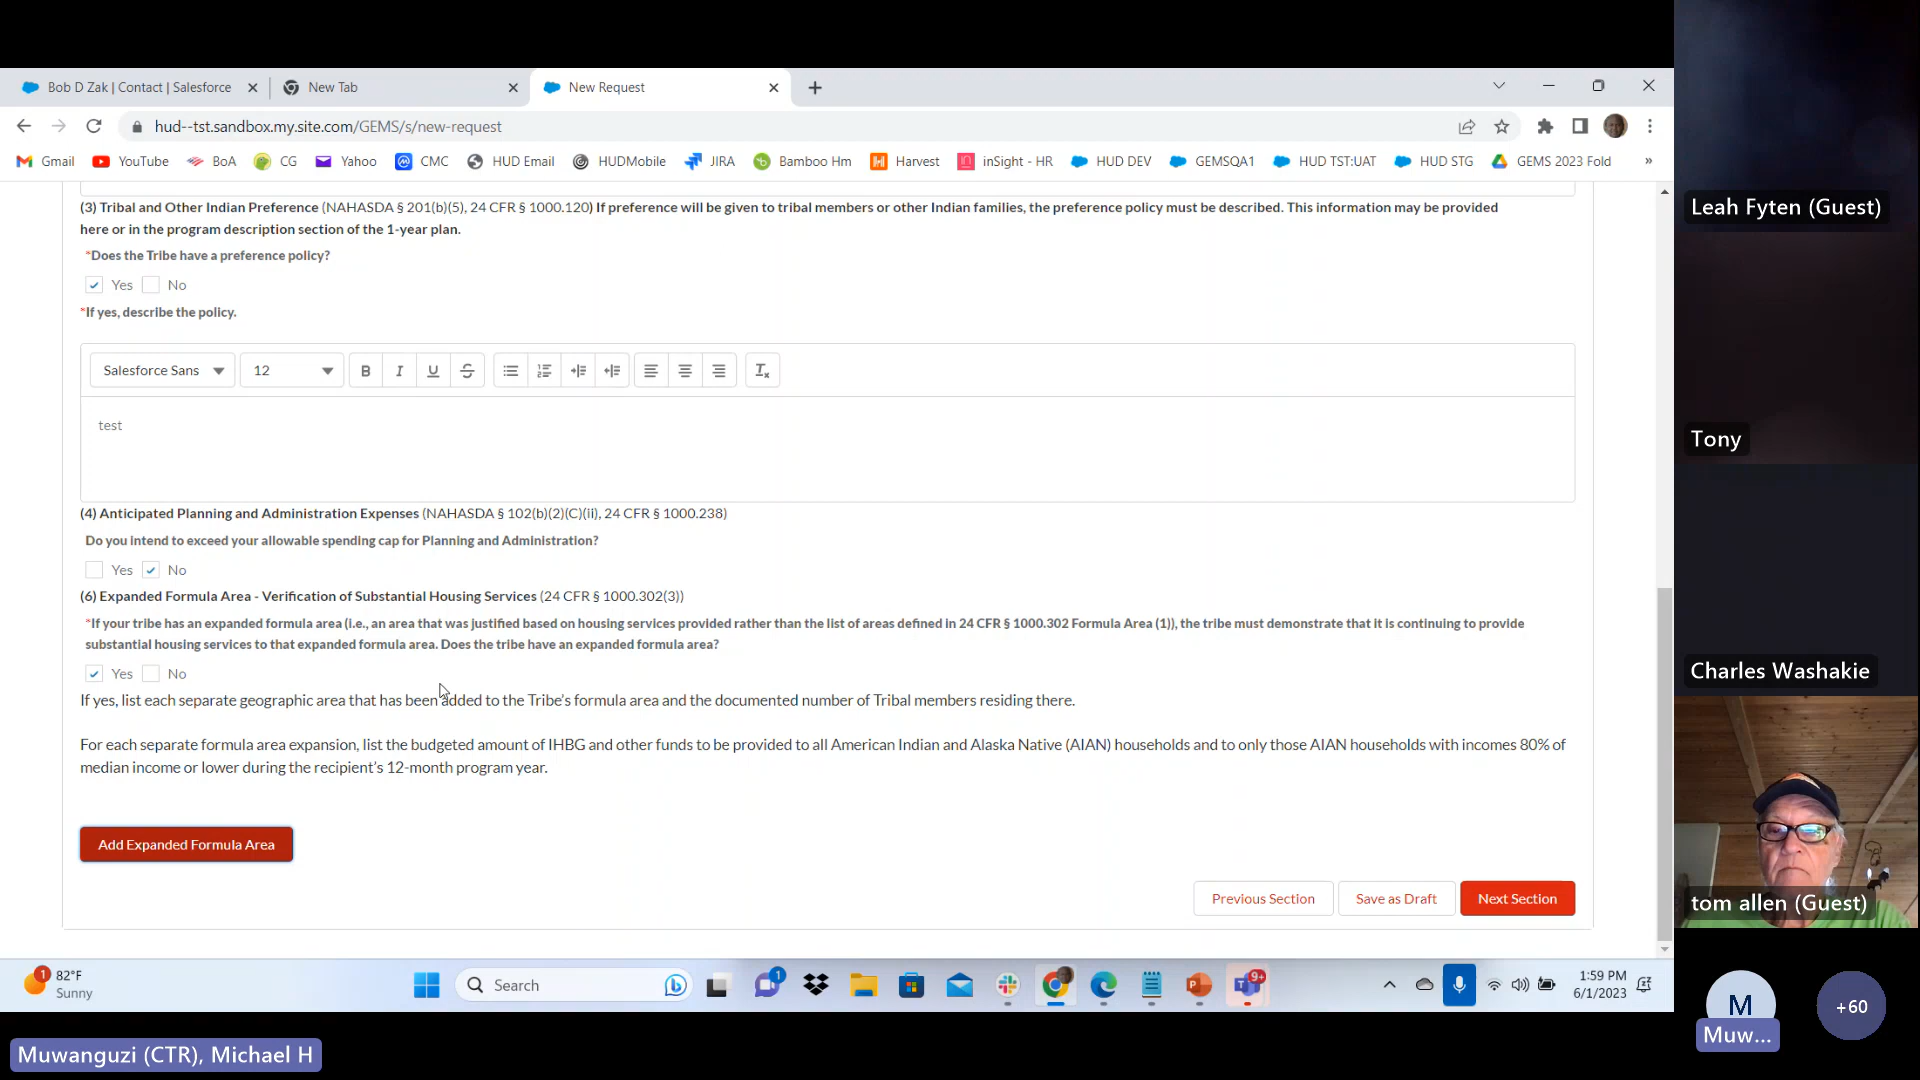 Bob D Zak | Contact | Salesforce
New Tab
New Request
hud--tst.sandbox.my.site.com/GEMS/s/new-request
Gmail YouTube BoA CG Yahoo CMC HUD Email HUDMobile JIRA Bamboo Hm Harvest inSight - HR HUD DEV GEMSQA1 HUD TST:UAT HUD STG GEMS 2023 Fold »
(3) Tribal and Other Indian Preference (NAHASDA § 201(b)(5), 24 CFR § 1000.120) If preference will be given to tribal members or other Indian families, the preference policy must be described. This information may be provided
here or in the program description section of the 1-year plan.
*Does the Tribe have a preference policy?
Yes No
*If yes, describe the policy.
Salesforce Sans 12 B I U S
test
(4) Anticipated Planning and Administration Expenses (NAHASDA § 102(b)(2)(C)(ii), 24 CFR § 1000.238)
Do you intend to exceed your allowable spending cap for Planning and Administration?
Yes No
(6) Expanded Formula Area - Verification of Substantial Housing Services (24 CFR § 1000.302(3))
*If your tribe has an expanded formula area (i.e., an area that was justified based on housing services provided rather than the list of areas defined in 24 CFR § 1000.302 Formula Area (1)), the tribe must demonstrate that it is continuing to provide
substantial housing services to that expanded formula area. Does the tribe have an expanded formula area?
Yes No
If yes, list each separate geographic area that has been added to the Tribe's formula area and the documented number of Tribal members residing there.
For each separate formula area expansion, list the budgeted amount of IHBG and other funds to be provided to all American Indian and Alaska Native (AIAN) households and to only those AIAN households with incomes 80% of
median income or lower during the recipient's 12-month program year.
Add Expanded Formula Area
Previous Section Save as Draft Next Section
1
82°F
Sunny
Search
1
9+
1:59 PM
6/1/2023
Leah Fyten (Guest)
Tony
Charles Washakie
tom allen (Guest)
M
Muw...
+60
Muwanguzi (CTR), Michael H